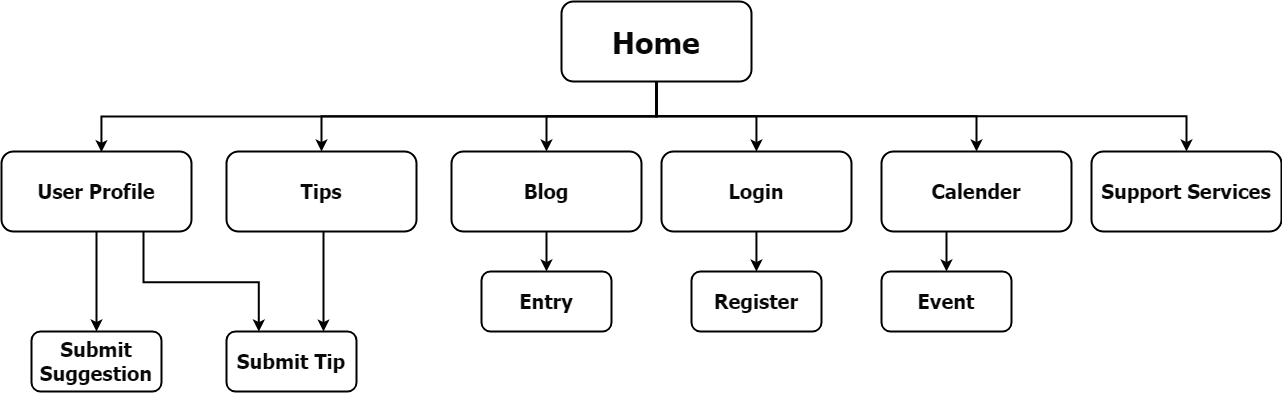 Home
User Profile
Tips
Blog
Login
Calender
Support Services
Entry
Register
Event
Submit
Suggestion
Submit Tip